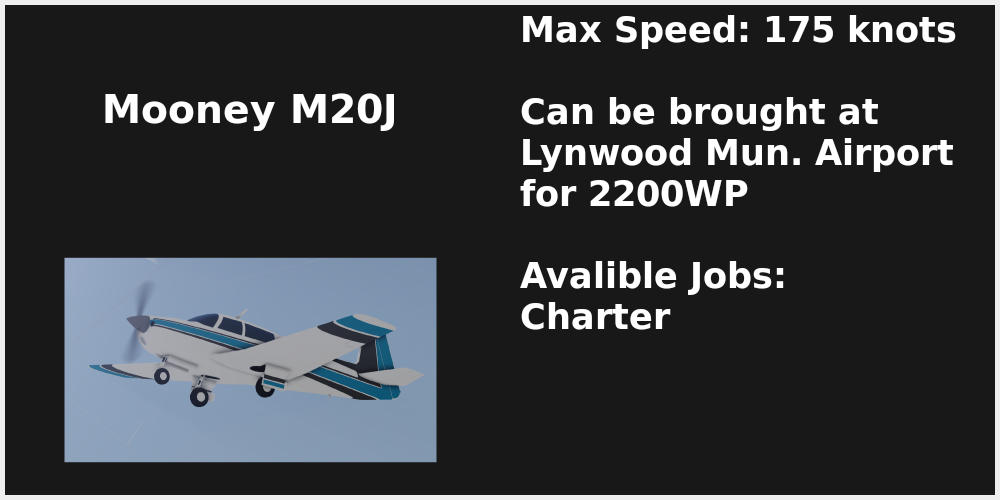 Mooney M20J
Max Speed: 175 knots
Can be brought at
Lynwood Mun. Airport
for 2200WP
Avalible Jobs:
Charter